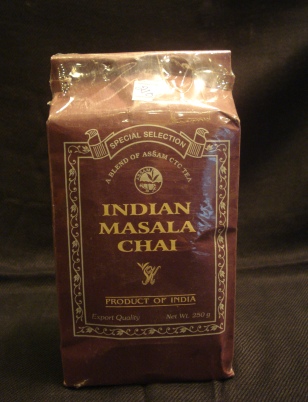 SPECIAL SELECTION
A BLEND OF ASSAM CTC TEA
INDIAN
MASALA
CHAI
PRODUCT OF INDIA
Export Quality Net Wt. 250 g